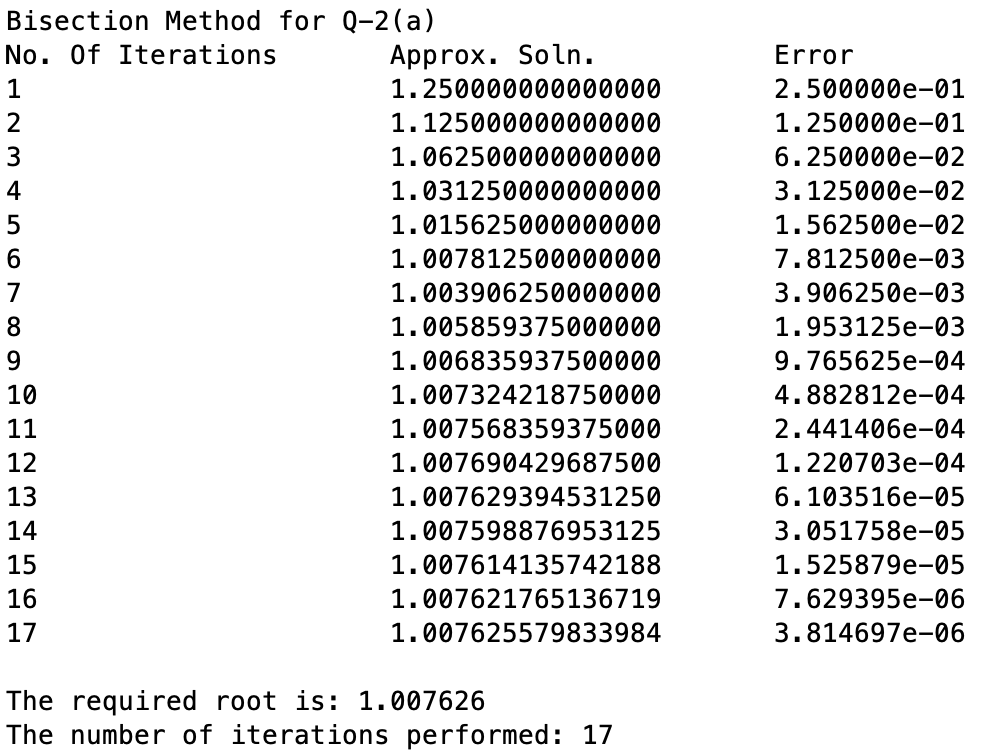 Bisection Method for Q-2(a)
No. Of Iterations Approx. Soln. Error
1 1.250000000000000 2.500000e-01
2 1.125000000000000 1.250000e-01
3 1.062500000000000 6.250000e-02
4 1.031250000000000 3.125000e-02
5 1.015625000000000 1.562500e-02
6 1.007812500000000 7.812500e-03
7 1.003906250000000 3.906250e-03
8 1.005859375000000 1.953125e-03
9 1.006835937500000 9.765625e-04
10 1.007324218750000 4.882812e-04
11 1.007568359375000 2.441406e-04
12 1.007690429687500 1.220703e-04
13 1.007629394531250 6.103516e-05
14 1.007598876953125 3.051758e-05
15 1.007614135742188 1.525879e-05
16 1.007621765136719 7.629395e-06
17 1.007625579833984 3.814697e-06
The required root is: 1.007626
The number of iterations performed: 17